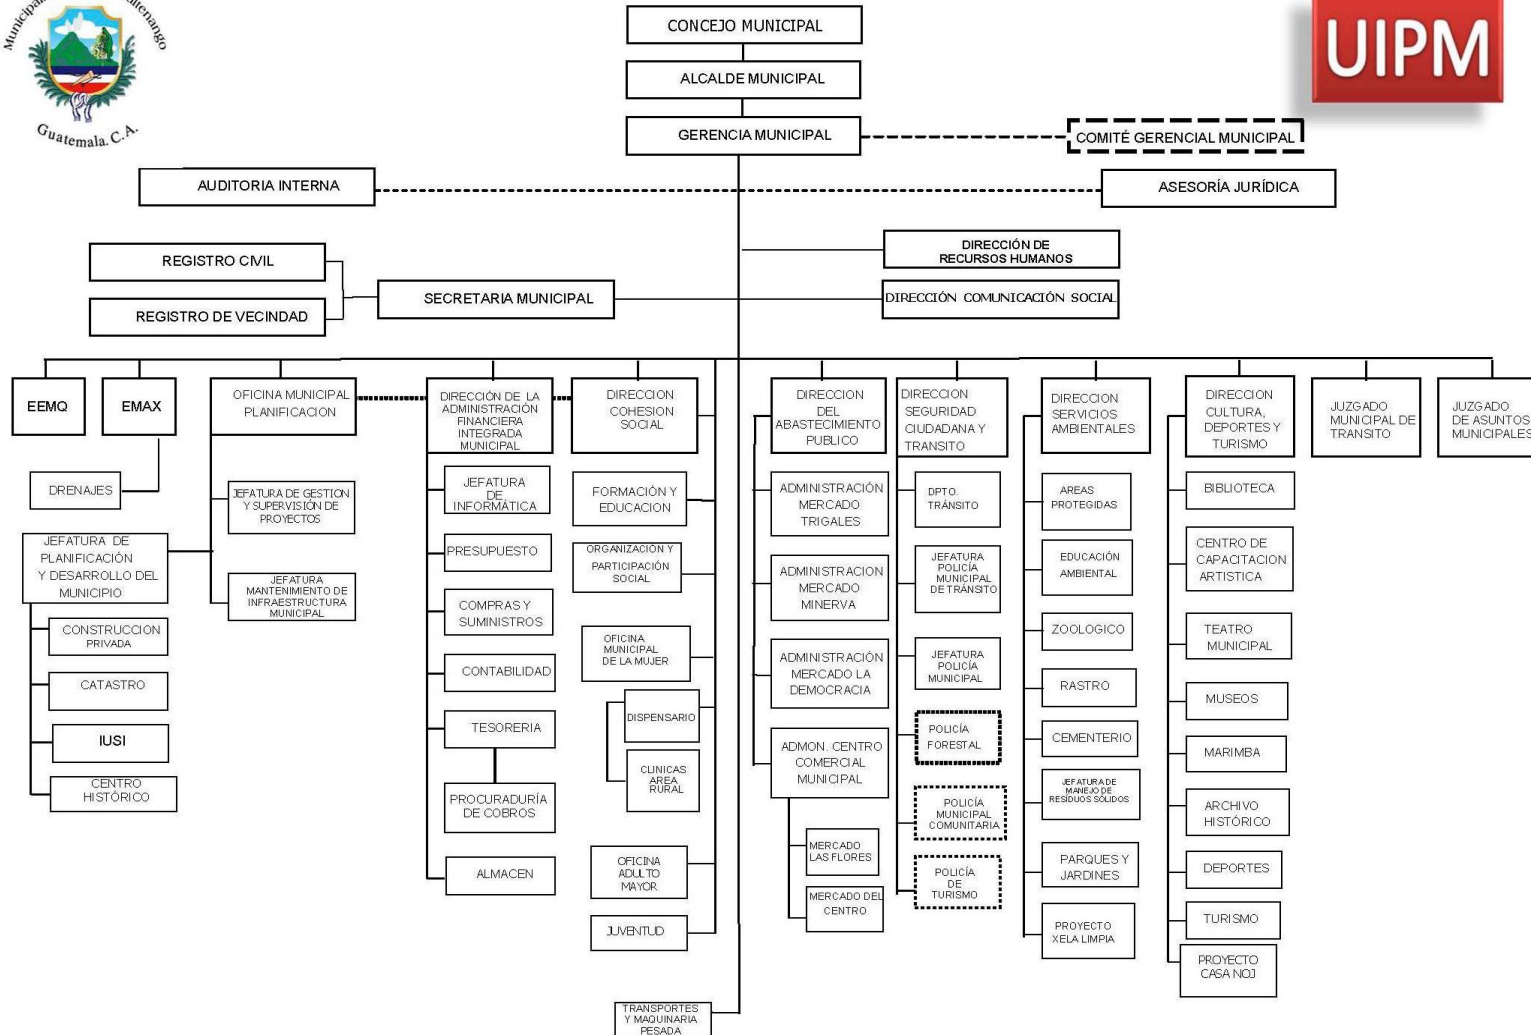 Guatemala. C.A.
UIPM
CONCEJO MUNICIPAL
ALCALDE MUNICIPAL
GERENCIA MUNICIPAL
COMITÉ GERENCIAL MUNICIPAL
AUDITORIA INTERNA
ASESORÍA JURÍDICA
REGISTRO CIVIL
DIRECCIÓN DE
RECURSOS HUMANOS
SECRETARIA MUNICIPAL
DIRECCIÓN COMUNICACIÓN SOCIAL
REGISTRO DE VECINDAD
EEMQ
EMAX
DRENAJES
OFICINA MUNICIPAL
PLANIFICACION
JEFATURA DE GESTION
Y SUPERVISIÓN DE
PROYECTOS
JEFATURA DE
PLANIFICACIÓN
Y DESARROLLO DEL
MUNICIPIO
JEFATURA
MANTENIMIENTO DE
INFRAESTRUCTURA
MUNICIPAL
CONSTRUCCION
PRIVADA
CATASTRO
IUSI
CENTRO
HISTÓRICO
DIRECCIÓN DE LA
ADMINISTRACIÓN
FINANCIERA
INTEGRADA
MUNICIPAL
JEFATURA
DE
INFORMÁTICA
PRESUPUESTO
COMPRAS Y
SUMINISTROS
CONTABILIDAD
TESORERIA
PROCURADURÍA
DE COBROS
ALMACEN
DIRECCION
COHESION
SOCIAL
FORMACIÓN Y
EDUCACION
ORGANIZACIÓN Y
PARTICIPACIÓN
SOCIAL
OFICINA
MUNICIPAL
DE LA MUJER
DISPENSARIO
CLINICAS
AREA
RURAL
OFICINA
ADULTO
MAYOR
JUVENTUD
TRANSPORTES
Y MAQUINARIA
PESADA
DIRECCION
DEL
ABASTECIMIENTO
PUBLICO
ADMINISTRACIÓN
MERCADO
TRIGALES
ADMINISTRACION
MERCADO
MINERVA
ADMINISTRACIÓN
MERCADO LA
DEMOCRACIA
ADMON. CENTRO
COMERCIAL
MUNICIPAL
MERCADO
LAS FLORES
MERCADO DEL
CENTRO
DIRECCION
SEGURIDAD
CIUDADANA Y
TRANSITO
DPTO.
TRÁNSITO
JEFATURA
POLICÍA
MUNICIPAL
DE TRÁNSITO
JEFATURA
POLICÍA
MUNICIPAL
POLICÍA
FORESTAL
POLICÍA
MUNICIPAL
COMUNITARIA
POLICÍA
DE
TURISMO
DIRECCION
SERVICIOS
AMBIENTALES
AREAS
PROTEGIDAS
EDUCACIÓN
AMBIENTAL
ZOOLOGICO
RASTRO
CEMENTERIO
JEFATURA DE
MANEJO DE
RESÍDUOS SÓLIDOS
PARQUES Y
JARDINES
PROYECTO
XELA LIMPIA
DIRECCION
CULTURA,
DEPORTES Y
TURISMO
BIBLIOTECA
CENTRO DE
CAPACITACION
ARTISTICA
TEATRO
MUNICIPAL
MUSEOS
MARIMBA
ARCHIVO
HISTÓRICO
DEPORTES
TURISMO
PROYECTO
CASA NOJ
JUZGADO
MUNICIPAL DE
TRANSITO
JUZGADO
DE ASUNTOS
MUNICIPALES